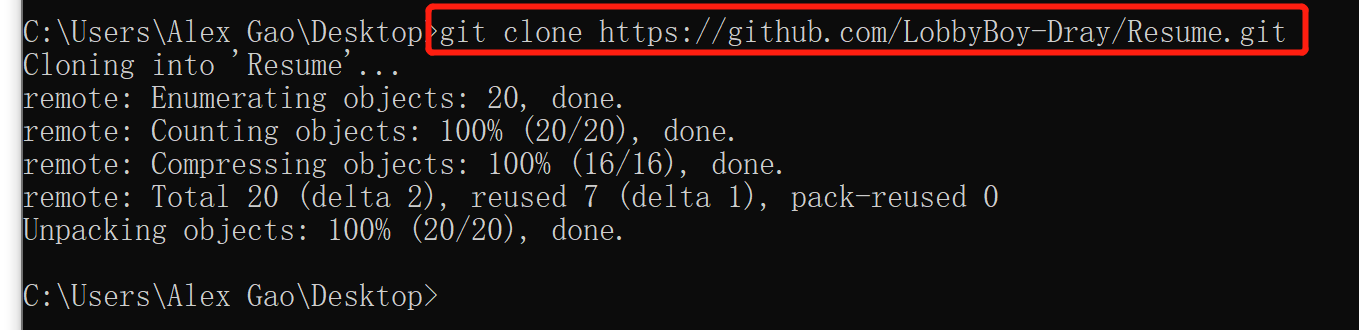 C:\Users\Alex Gao\Desktop>git clone https://github.com/LobbyBoy-Dray/Resume.git
Cloning into 'Resume'...
remote: Enumerating objects: 20, done.
remote: Counting objects: 100% (20/20), done.
remote: Compressing objects: 100% (16/16), done.
remote: Total 20 (delta 2), reused 7 (delta 1), pack-reused 0
Unpacking objects: 100% (20/20), done.
C:\Users\Alex Gao\Desktop>